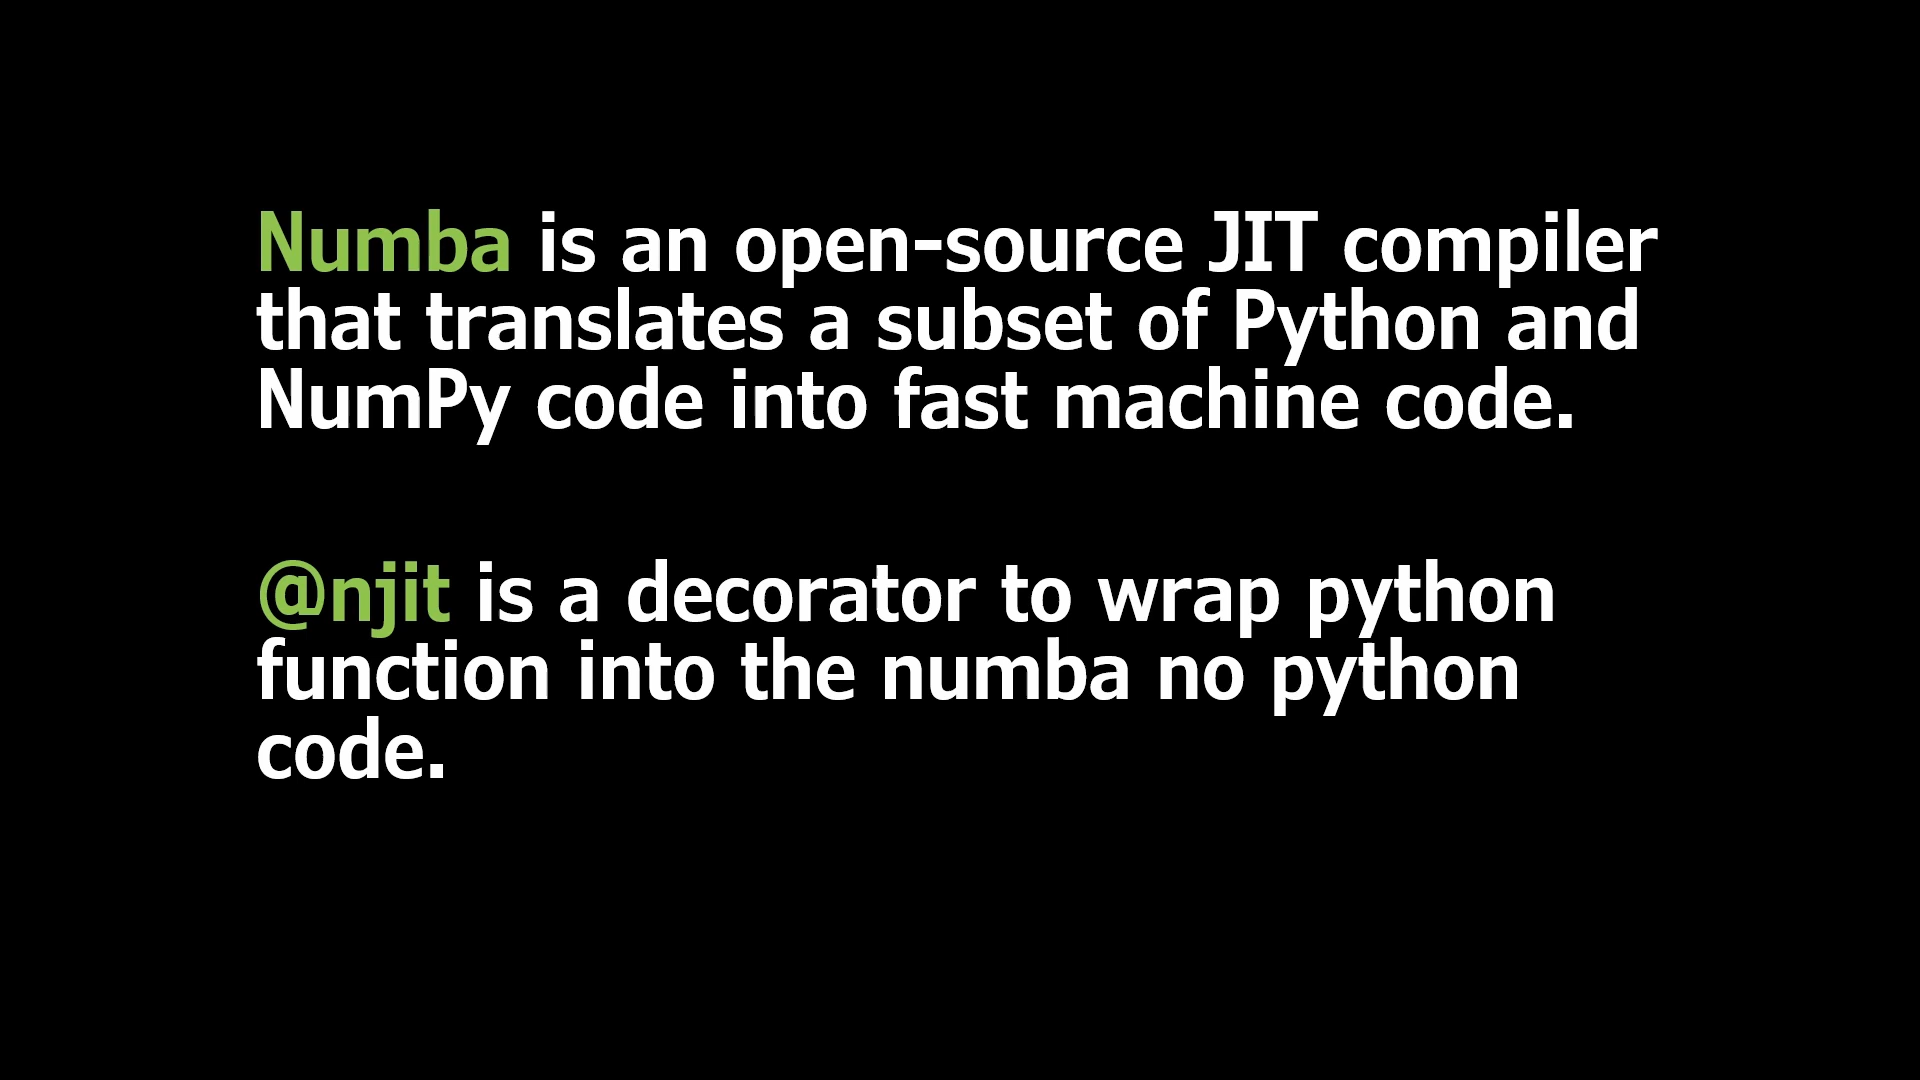 Numba is an open-source JIT compiler
that translates a subset of Python and
NumPy code into fast machine code.
@njit is a decorator to wrap python
function into the numba no python
code.